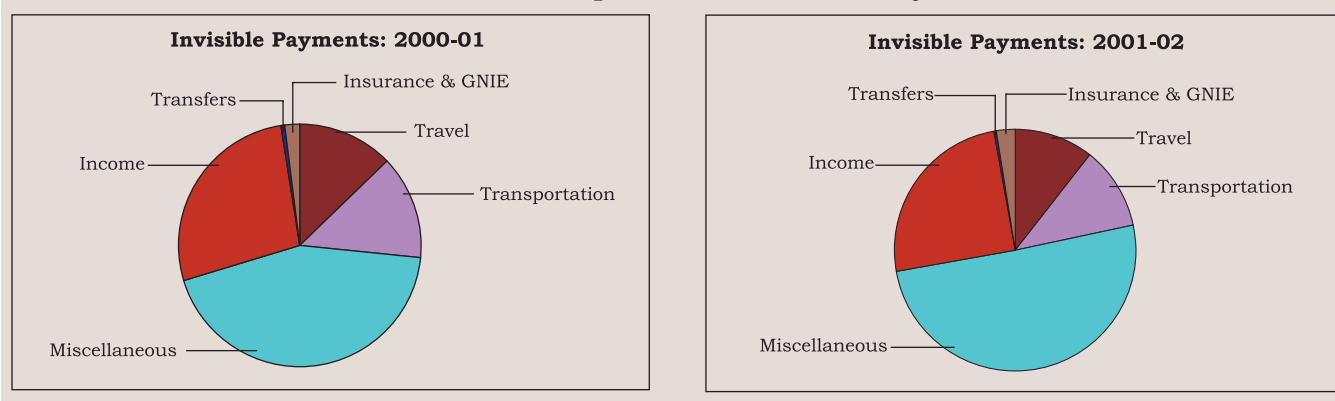 Invisible Payments: 2000-01
Insurance & GNIE
Transfers
Travel
Income
Transportation
Miscellaneous
Invisible Payments: 2001-02
Transfers
Insurance & GNIE
Travel
Income
Transportation
Miscellaneous